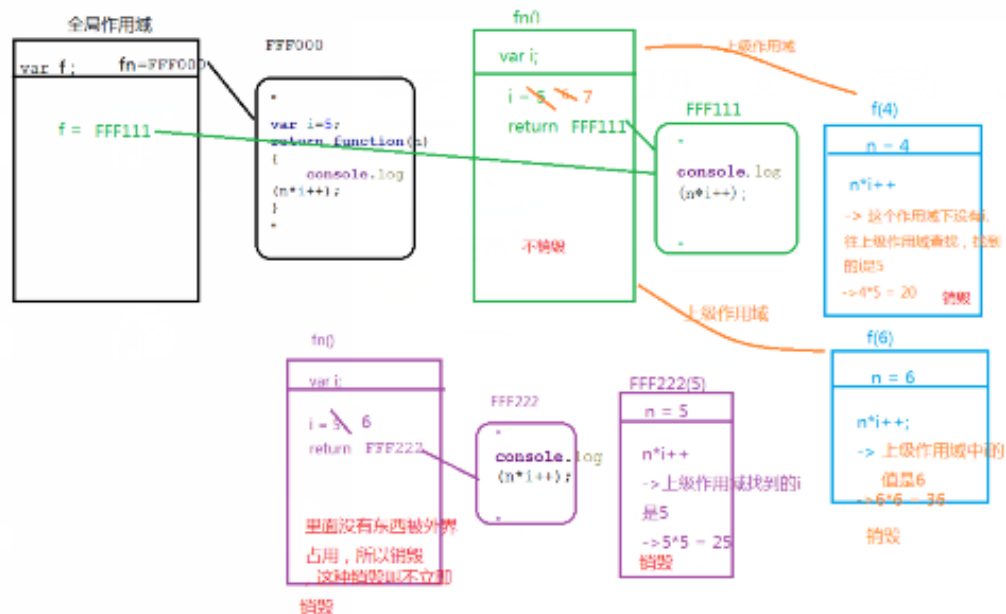 全局作用域
var f;
fn=FFF000
f = FFF111
FFF000
"
var i=5;
return function(n)
{
console.log
(n*i++);
}
"
fn()
var i;
i = 5 6 7
return FFF111
不销毁
上级作用域
FFF111
"
console.log
(n*i++);
"
f(4)
n = 4
n*i++
-> 这个作用域下没有i,
往上级作用域查找，找到
的i是5
->4*5 = 20
销毁
上级作用域
f(6)
n = 6
n*i++;
-> 上级作用域中i的
值是6
->6*6 = 36
销毁
fn()
var i;
i = 5 6
return FFF222
里面没有东西被外界
占用，所以销毁
，这种销毁叫不立即
销毁
FFF222
"
console.log
(n*i++);
"
FFF222(5)
n = 5
n*i++
->上级作用域找到的i
是5
->5*5 = 25
销毁